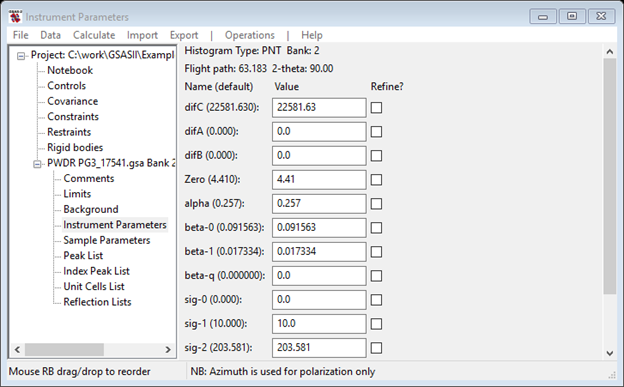 Instrument Parameters
File Data Calculate Import Export | Operations | Help
Project: C:\work\GSASII\Example
Notebook
Controls
Covariance
Constraints
Restraints
Rigid bodies
PWDR PG3_17541.gsa Bank 2
Comments
Limits
Background
Instrument Parameters
Sample Parameters
Peak List
Index Peak List
Unit Cells List
Reflection Lists
Histogram Type: PNT Bank: 2
Flight path: 63.183 2-theta: 90.00
Name (default) Value Refine?
difC (22581.630): 22581.63
difA (0.000): 0.0
difB (0.000): 0.0
Zero (4.410): 4.41
alpha (0.257): 0.257
beta-0 (0.091563): 0.091563
beta-1 (0.017334): 0.017334
beta-q (0.000000): 0.0
sig-0 (0.000): 0.0
sig-1 (10.000): 10.0
sig-2 (203.581): 203.581
Mouse RB drag/drop to reorder
NB: Azimuth is used for polarization only